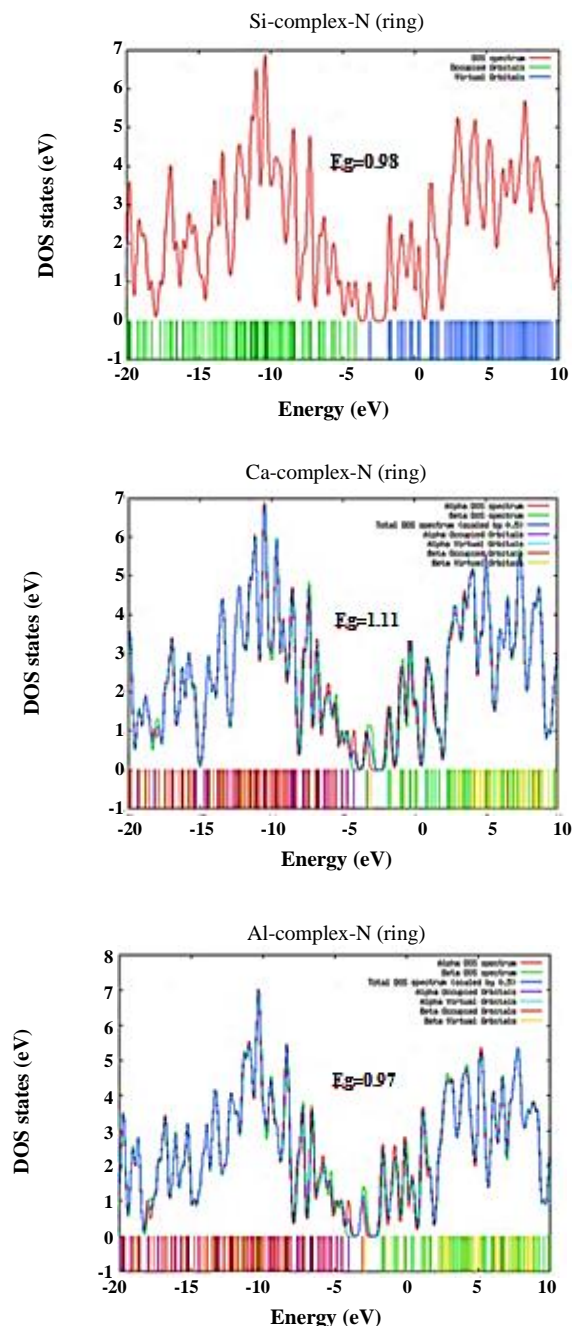 Si-complex-N (ring)
DOS states (eV)
7
6
5
4
3
2
1
0
-1
DOS spectrum
Occupied Orbitals
Virtual Orbitals
Eg=0.98
-20 -15 -10 -5 0 5 10
Energy (eV)
Ca-complex-N (ring)
DOS states (eV)
7
6
5
4
3
2
1
0
-1
Alpha DOS spectrum
Beta DOS spectrum
Total DOS spectrum (scaled by 0.5)
Alpha Occupied Orbitals
Alpha Virtual Orbitals
Beta Occupied Orbitals
Beta Virtual Orbitals
Eg=1.11
-20 -15 -10 -5 0 5 10
Energy (eV)
Al-complex-N (ring)
DOS states (eV)
8
7
6
5
4
3
2
1
0
-1
Alpha DOS spectrum
Beta DOS spectrum
Total DOS spectrum (scaled by 0.5)
Alpha Occupied Orbitals
Alpha Virtual Orbitals
Beta Occupied Orbitals
Beta Virtual Orbitals
Eg=0.97
-20 -15 -10 -5 0 5 10
Energy (eV)